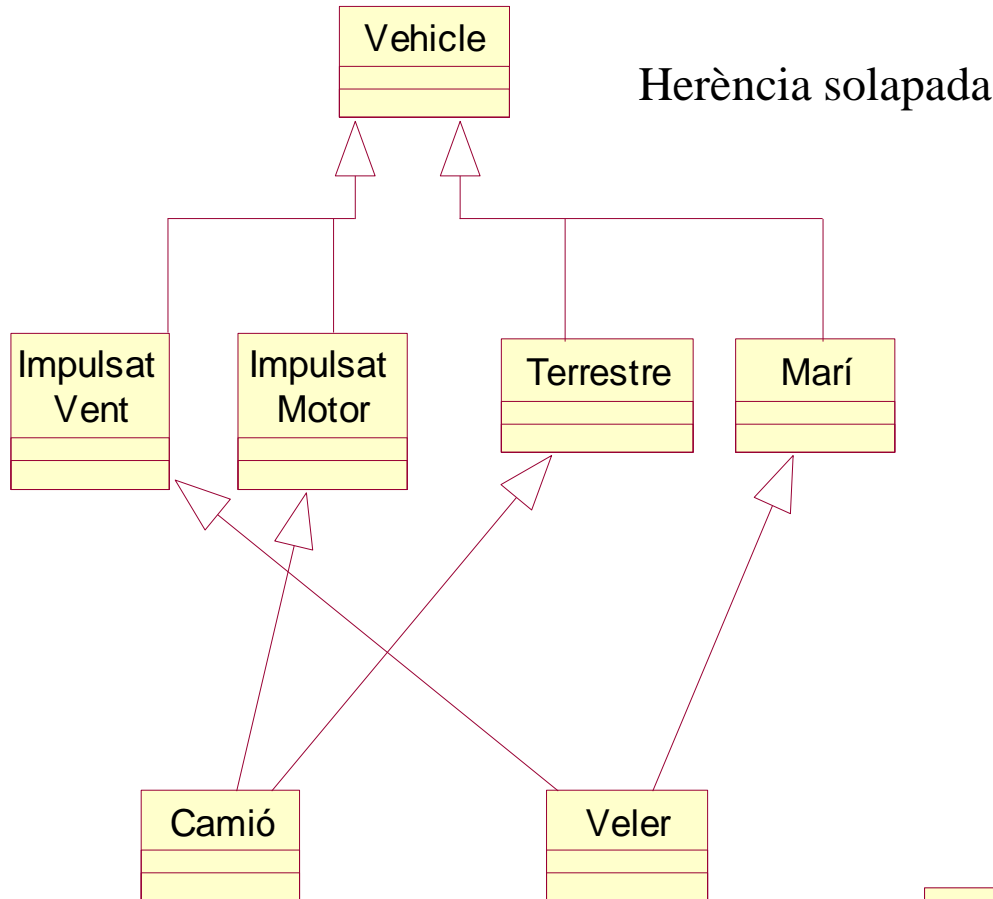 Vehicle
Herència solapada
Impulsat
Vent
Impulsat
Motor
Terrestre
Marí
Camió
Veler